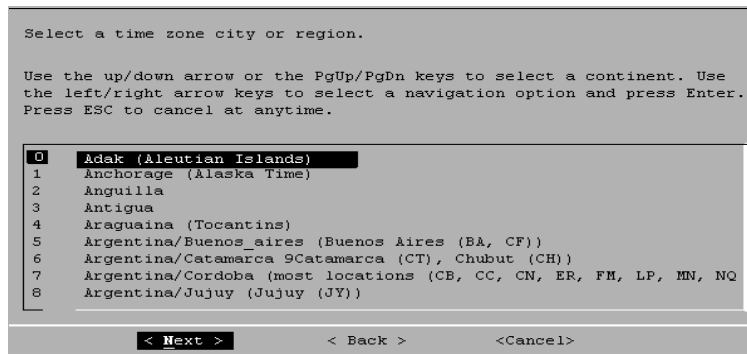 Select a time zone city or region.
Use the up/down arrow or the PgUp/PgDn keys to select a continent. Use
the left/right arrow keys to select a navigation option and press Enter.
Press ESC to cancel at anytime.
0 Adak (Aleutian Islands)
1 Anchorage (Alaska Time)
2 Anguilla
3 Antigua
4 Araguaina (Tocantins)
5 Argentina/Buenos_aires (Buenos Aires (BA, CF))
6 Argentina/Catamarca 9Catamarca (CT), Chubut (CH))
7 Argentina/Cordoba (most locations (CB, CC, CN, ER, FM, LP, MN, NQ
8 Argentina/Jujuy (Jujuy (JY))
< Next > < Back > <Cancel>